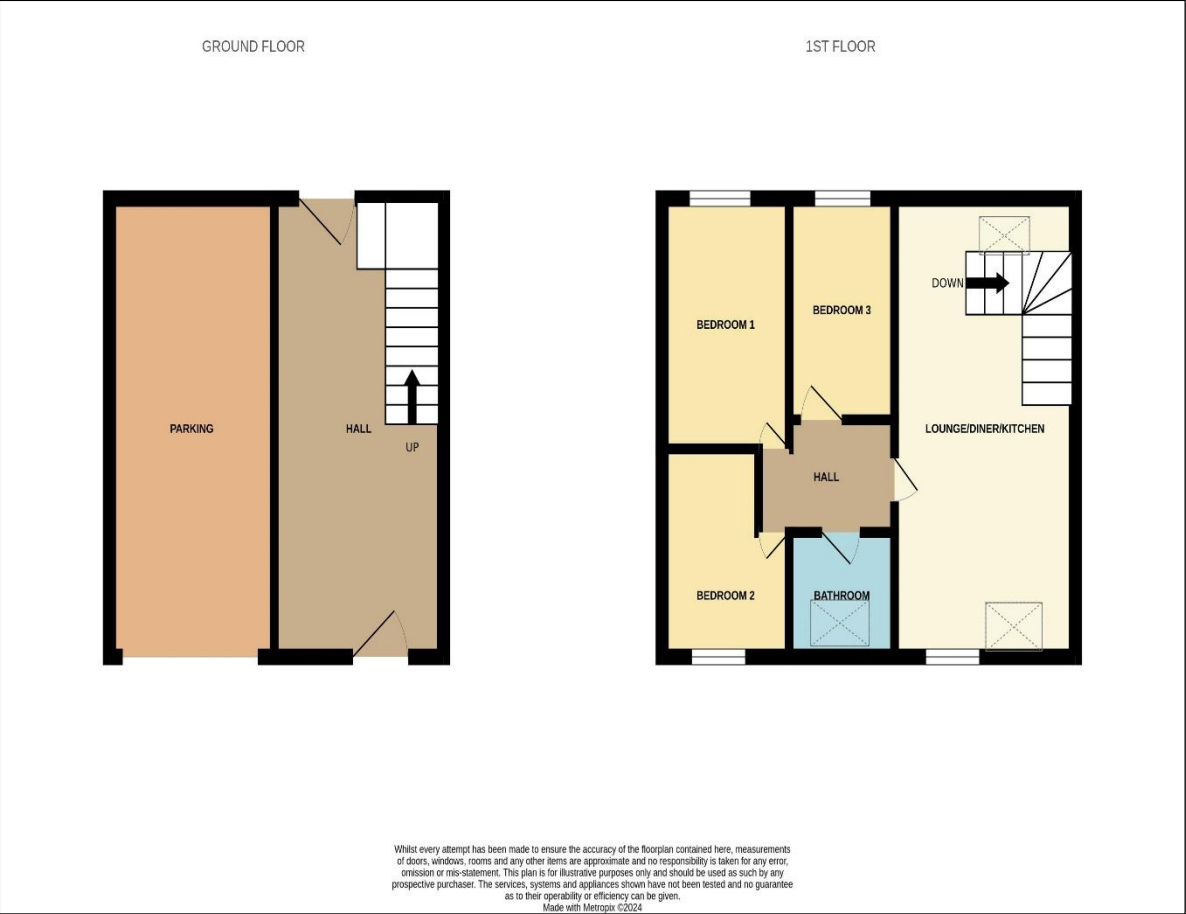 GROUND FLOOR
1ST FLOOR
PARKING
HALL
UP
BEDROOM 1
BEDROOM 3
DOWN
LOUNGE/DINER/KITCHEN
HALL
BEDROOM 2
BATHROOM
Whilst every attempt has been made to ensure the accuracy of the floorplan contained here, measurements
of doors, windows, rooms and any other items are approximate and no responsibility is taken for any error,
omission or mis-statement. This plan is for illustrative purposes only and should be used as such by any
prospective purchaser. The services, systems and appliances shown have not been tested and no guarantee
as to their operability or efficiency can be given.
Made with Metropix ©2024